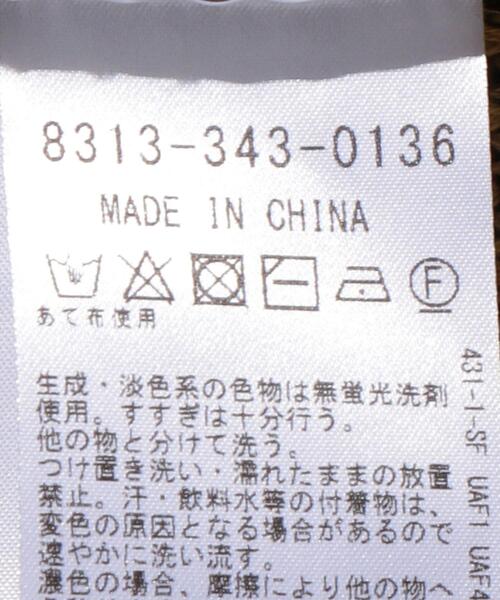 8313-343-0136
MADE IN CHINA
F
あて布使用
生成・淡色系の色物は無蛍光洗剤
使用。すすぎは十分行う。
他の物と分けて洗う。
つけ置き洗い・濡れたままの放置
禁止。汗・飲料水等の付着物は、
変色の原因となる場合があるので
速やかに洗い流す。
濃色の場合、摩擦により他の物へ
431-1-SF UAF1 UAF4